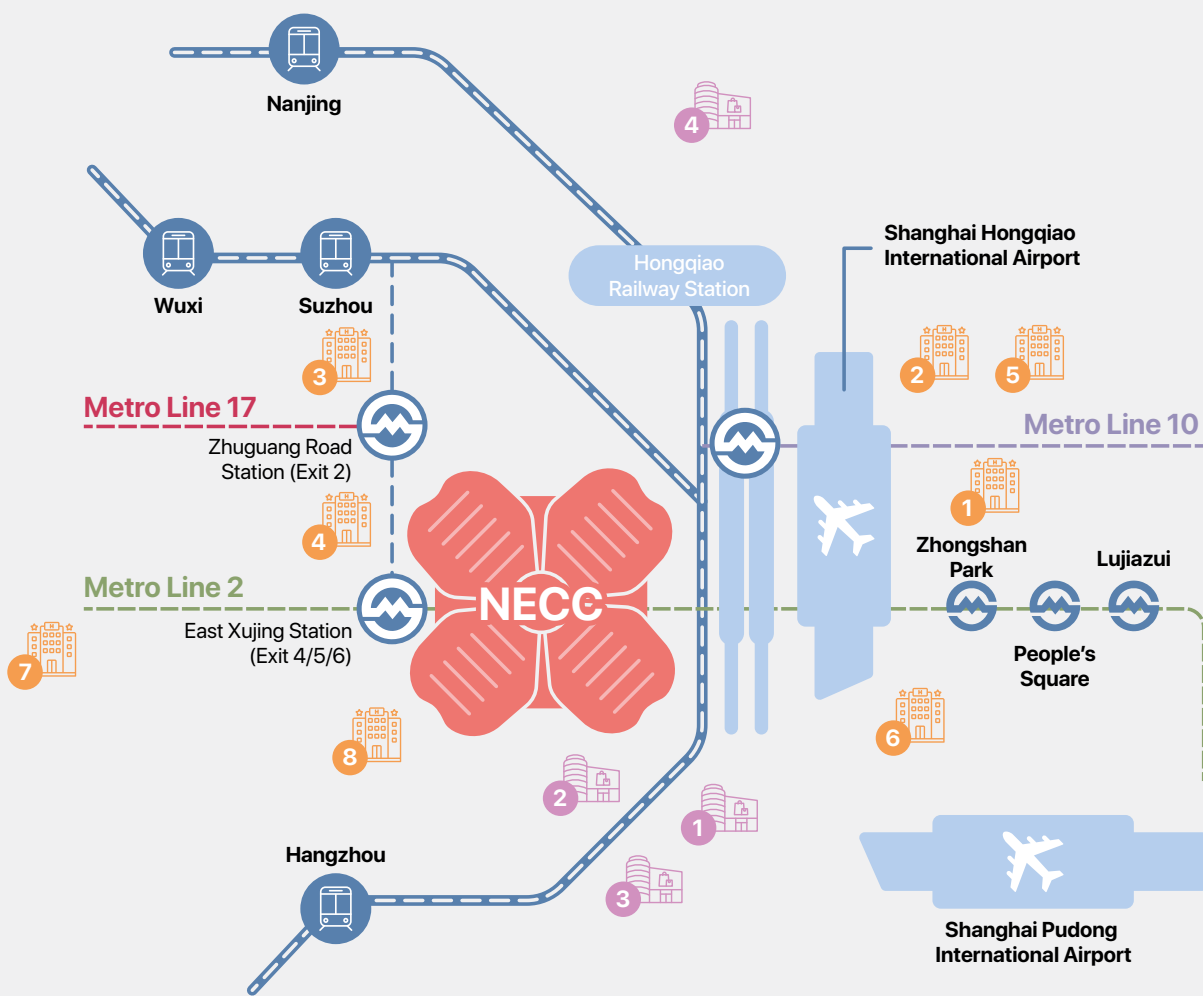 Nanjing
4
Shanghai Hongqiao
International Airport
Hongqiao
Railway Station
Wuxi
Suzhou
3
2
5
Metro Line 17
Metro Line 10
Zhuguang Road
Station (Exit 2)
1
4
Zhongshan
Park
Lujiazui
Metro Line 2
NECC
East Xujing Station
(Exit 4/5/6)
People's
Square
7
6
8
2
1
Hangzhou
3
Shanghai Pudong
International Airport